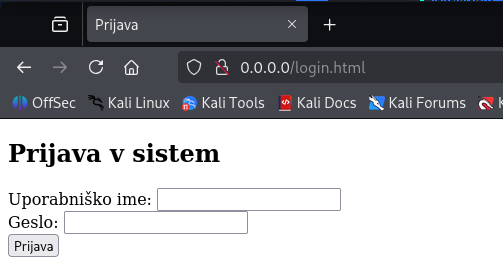 Prijava
0.0.0.0/login.html
OffSec Kali Linux Kali Tools Kali Docs Kali Forums
Prijava v sistem
Uporabniško ime:
Geslo:
Prijava